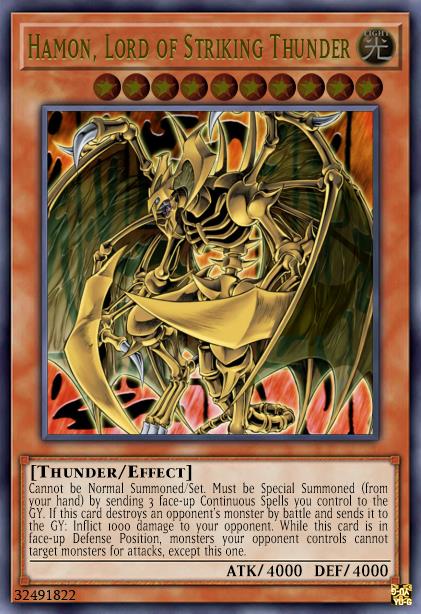 HAMON, LORD OF STRIKING THUNDER
LIGHT
光
[THUNDER/EFFECT]
Cannot be Normal Summoned/Set. Must be Special Summoned (from
your hand) by sending 3 face-up Continuous Spells you control to the
GY. If this card destroys an opponent's monster by battle and sends it to
the GY: Inflict 1000 damage to your opponent. While this card is in
face-up Defense Position, monsters your opponent controls cannot
target monsters for attacks, except this one.
ATK/4000 DEF/4000
32491822